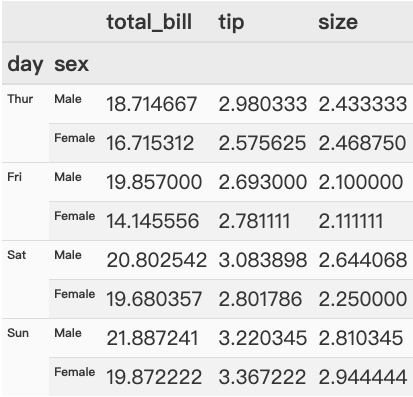 total_bill tip size
day sex
Thur Male 18.714667 2.980333 2.433333
Female 16.715312 2.575625 2.468750
Fri Male 19.857000 2.693000 2.100000
Female 14.145556 2.781111 2.111111
Sat Male 20.802542 3.083898 2.644068
Female 19.680357 2.801786 2.250000
Sun Male 21.887241 3.220345 2.810345
Female 19.872222 3.367222 2.944444